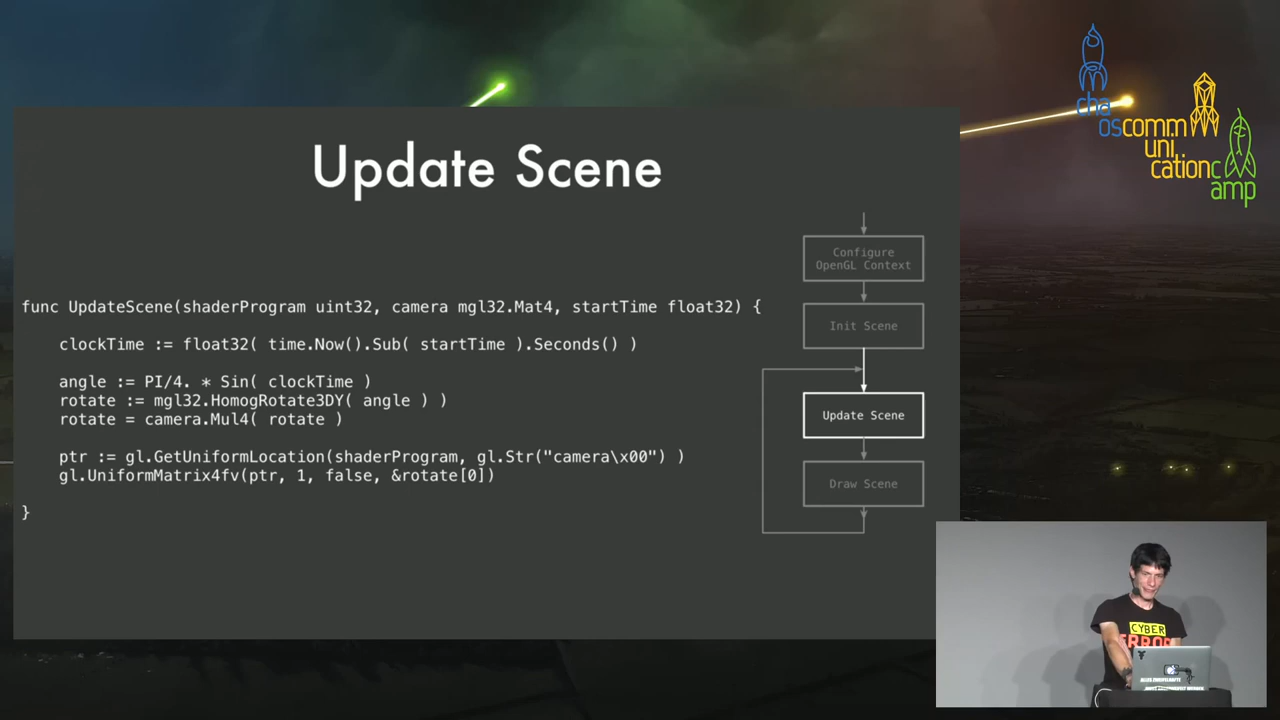 Update Scene
func UpdateScene(shaderProgram uint32, camera mgl32.Mat4, startTime float32) {
clockTime := float32( time.Now().Sub( startTime ).Seconds() )
angle := PI/4. * Sin( clockTime )
rotate := mgl32.HomogRotate3DY( angle ) )
rotate = camera.Mul4( rotate )
ptr := gl.GetUniformLocation(shaderProgram, gl.Str("camera\x00") )
gl.UniformMatrix4fv(ptr, 1, false, &rotate[0])
}
Configure
OpenGL Context
Init Scene
Update Scene
Draw Scene
cha
oscomm
uni
cationc
amp
CYBER
ERROR